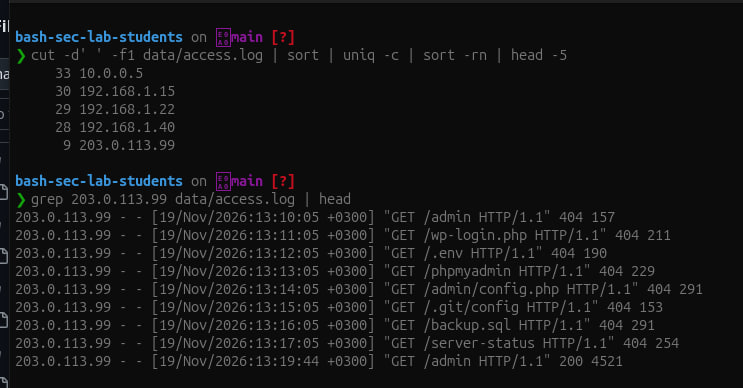 bash-sec-lab-students on main [?]
❯ cut -d' ' -f1 data/access.log | sort | uniq -c | sort -rn | head -5
33 10.0.0.5
30 192.168.1.15
29 192.168.1.22
28 192.168.1.40
9 203.0.113.99
bash-sec-lab-students on main [?]
❯ grep 203.0.113.99 data/access.log | head
203.0.113.99 - - [19/Nov/2026:13:10:05 +0300] "GET /admin HTTP/1.1" 404 157
203.0.113.99 - - [19/Nov/2026:13:11:05 +0300] "GET /wp-login.php HTTP/1.1" 404 211
203.0.113.99 - - [19/Nov/2026:13:12:05 +0300] "GET /.env HTTP/1.1" 404 190
203.0.113.99 - - [19/Nov/2026:13:13:05 +0300] "GET /phpmyadmin HTTP/1.1" 404 229
203.0.113.99 - - [19/Nov/2026:13:14:05 +0300] "GET /admin/config.php HTTP/1.1" 404 291
203.0.113.99 - - [19/Nov/2026:13:15:05 +0300] "GET /.git/config HTTP/1.1" 404 153
203.0.113.99 - - [19/Nov/2026:13:16:05 +0300] "GET /backup.sql HTTP/1.1" 404 291
203.0.113.99 - - [19/Nov/2026:13:17:05 +0300] "GET /server-status HTTP/1.1" 404 254
203.0.113.99 - - [19/Nov/2026:13:19:44 +0300] "GET /admin HTTP/1.1" 200 4521